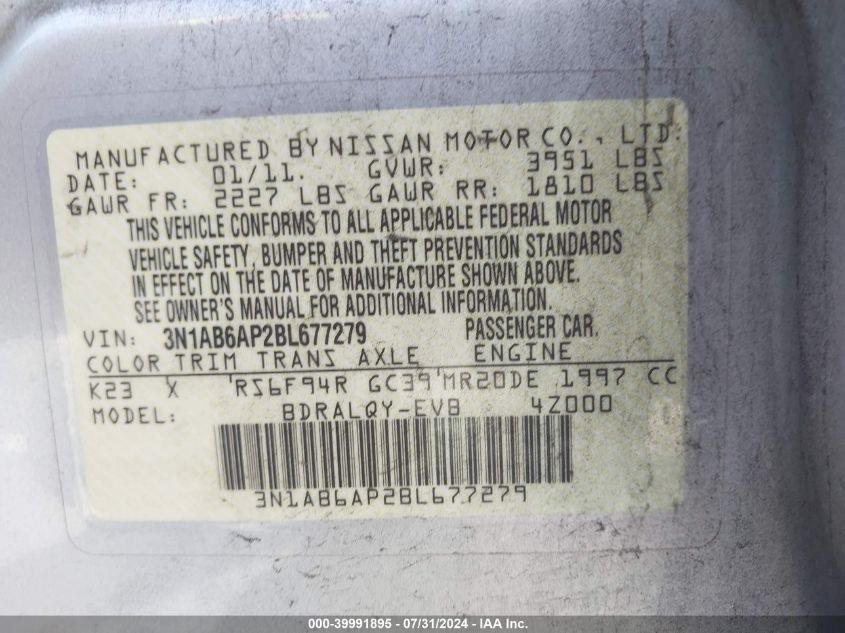 MANUFACTURED BY NISSAN MOTOR CO., LTD.
DATE: 01/11. GVWR: 3951 LBS
GAWR FR: 2227 LBS GAWR RR: 1810 LBS
THIS VEHICLE CONFORMS TO ALL APPLICABLE FEDERAL MOTOR
VEHICLE SAFETY, BUMPER AND THEFT PREVENTION STANDARDS
IN EFFECT ON THE DATE OF MANUFACTURE SHOWN ABOVE.
SEE OWNER'S MANUAL FOR ADDITIONAL INFORMATION.
VIN: 3N1AB6AP2BL677279 PASSENGER CAR.
COLOR TRIM TRANS AXLE ENGINE
K23 X RS6F94R GC39 MR20DE 1997 CC
MODEL: BDRALQY-EVB 4Z000
3N1AB6AP2BL677279
000-39991895 / 07/31/2024 - IAA Inc.